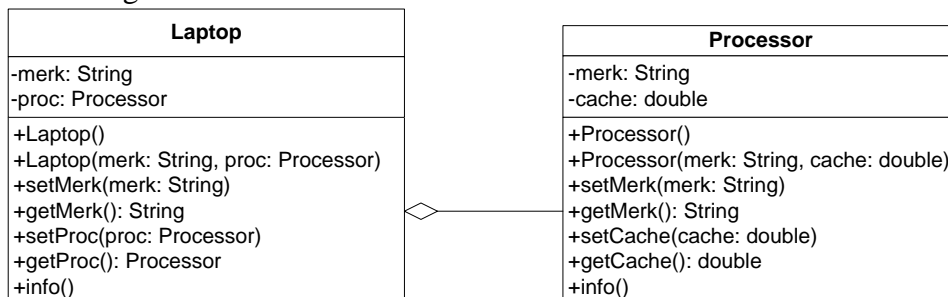 Laptop
-merk: String
-proc: Processor
+Laptop()
+Laptop(merk: String, proc: Processor)
+setMerk(merk: String)
+getMerk(): String
+setProc(proc: Processor)
+getProc(): Processor
+info()
Processor
-merk: String
-cache: double
+Processor()
+Processor(merk: String, cache: double)
+setMerk(merk: String)
+getMerk(): String
+setCache(cache: double)
+getCache(): double
+info()